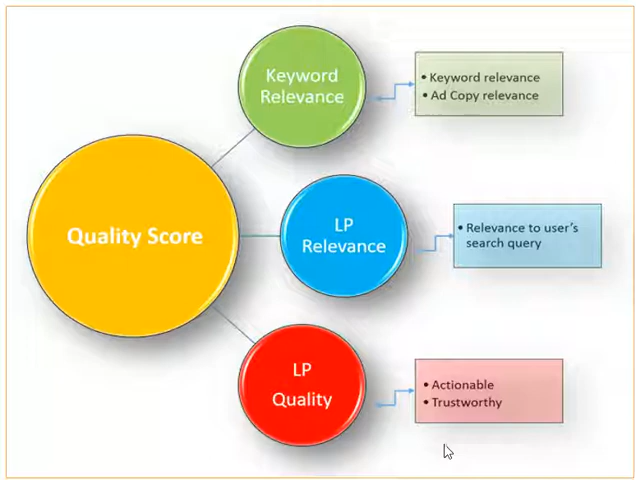 Quality Score
Keyword
Relevance
• Keyword relevance
• Ad Copy relevance
LP
Relevance
• Relevance to user's
search query
LP
Quality
• Actionable
• Trustworthy